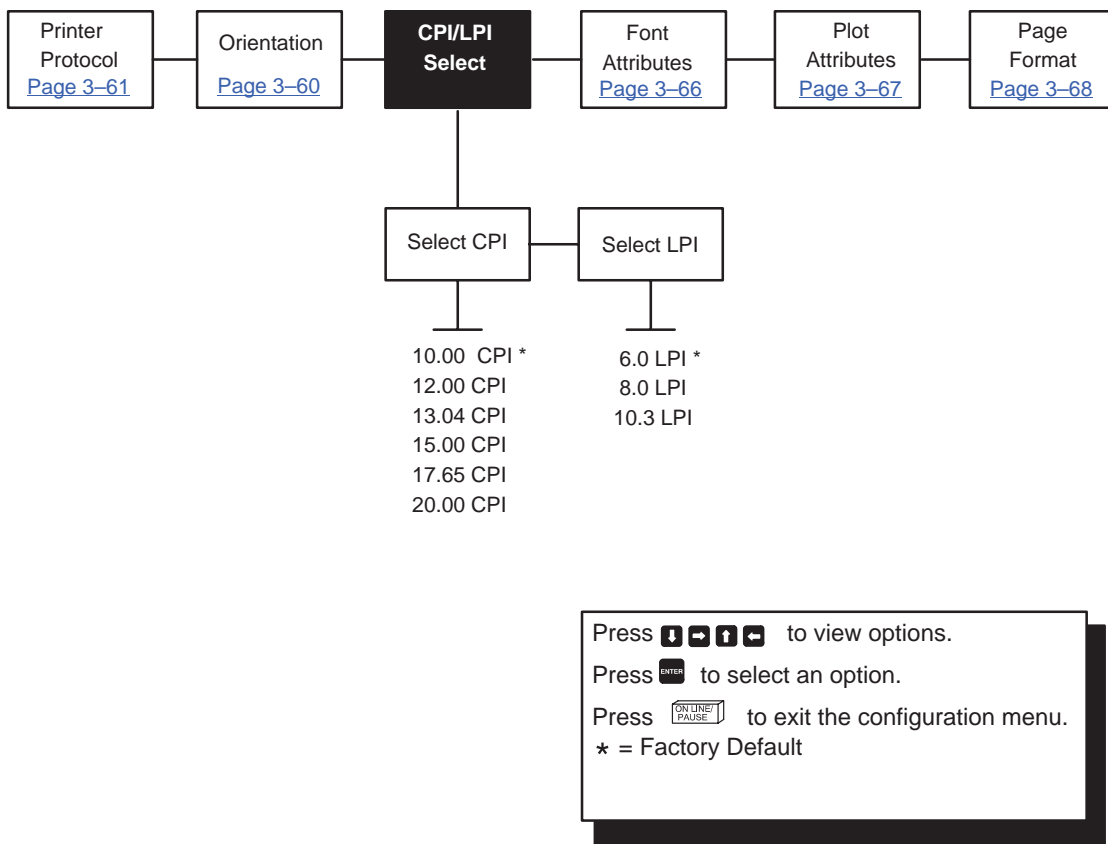 Printer
Protocol
Page 3–61
Orientation
Page 3–60
CPI/LPI
Select
Font
Attributes
Page 3–66
Plot
Attributes
Page 3–67
Page
Format
Page 3–68
Select CPI
Select LPI
10.00 CPI *
12.00 CPI
13.04 CPI
15.00 CPI
17.65 CPI
20.00 CPI
6.0 LPI *
8.0 LPI
10.3 LPI
Press to view options.
Press ENTER to select an option.
Press ON LINE/ PAUSE to exit the configuration menu.
* = Factory Default